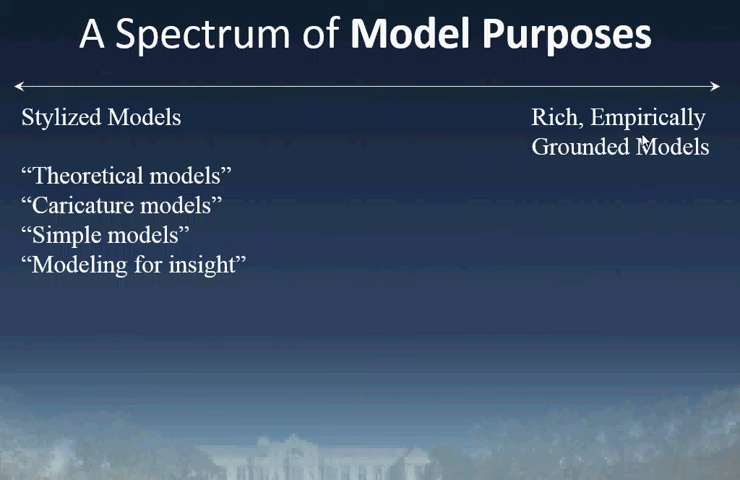 A Spectrum of Model Purposes
Stylized Models
“Theoretical models”
“Caricature models”
“Simple models”
“Modeling for insight”
Rich, Empirically
Grounded Models